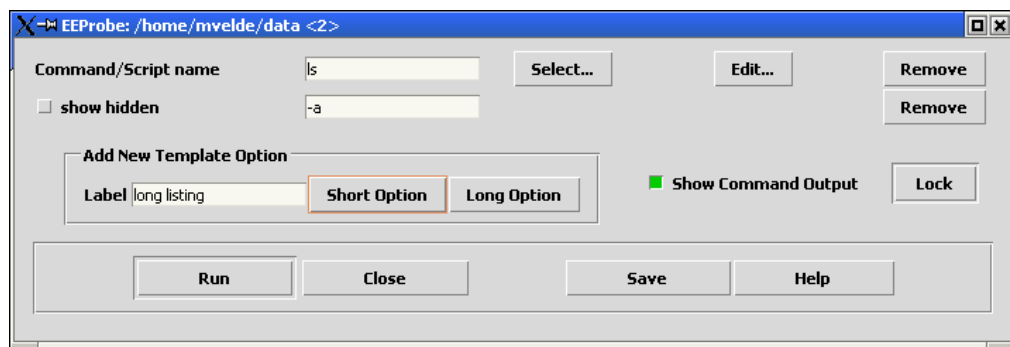 EEProbe: /home/mvelde/data <2>
Command/Script name ls Select... Edit... Remove
show hidden -a Remove
Add New Template Option
Label long listing Short Option Long Option Show Command Output Lock
Run Close Save Help